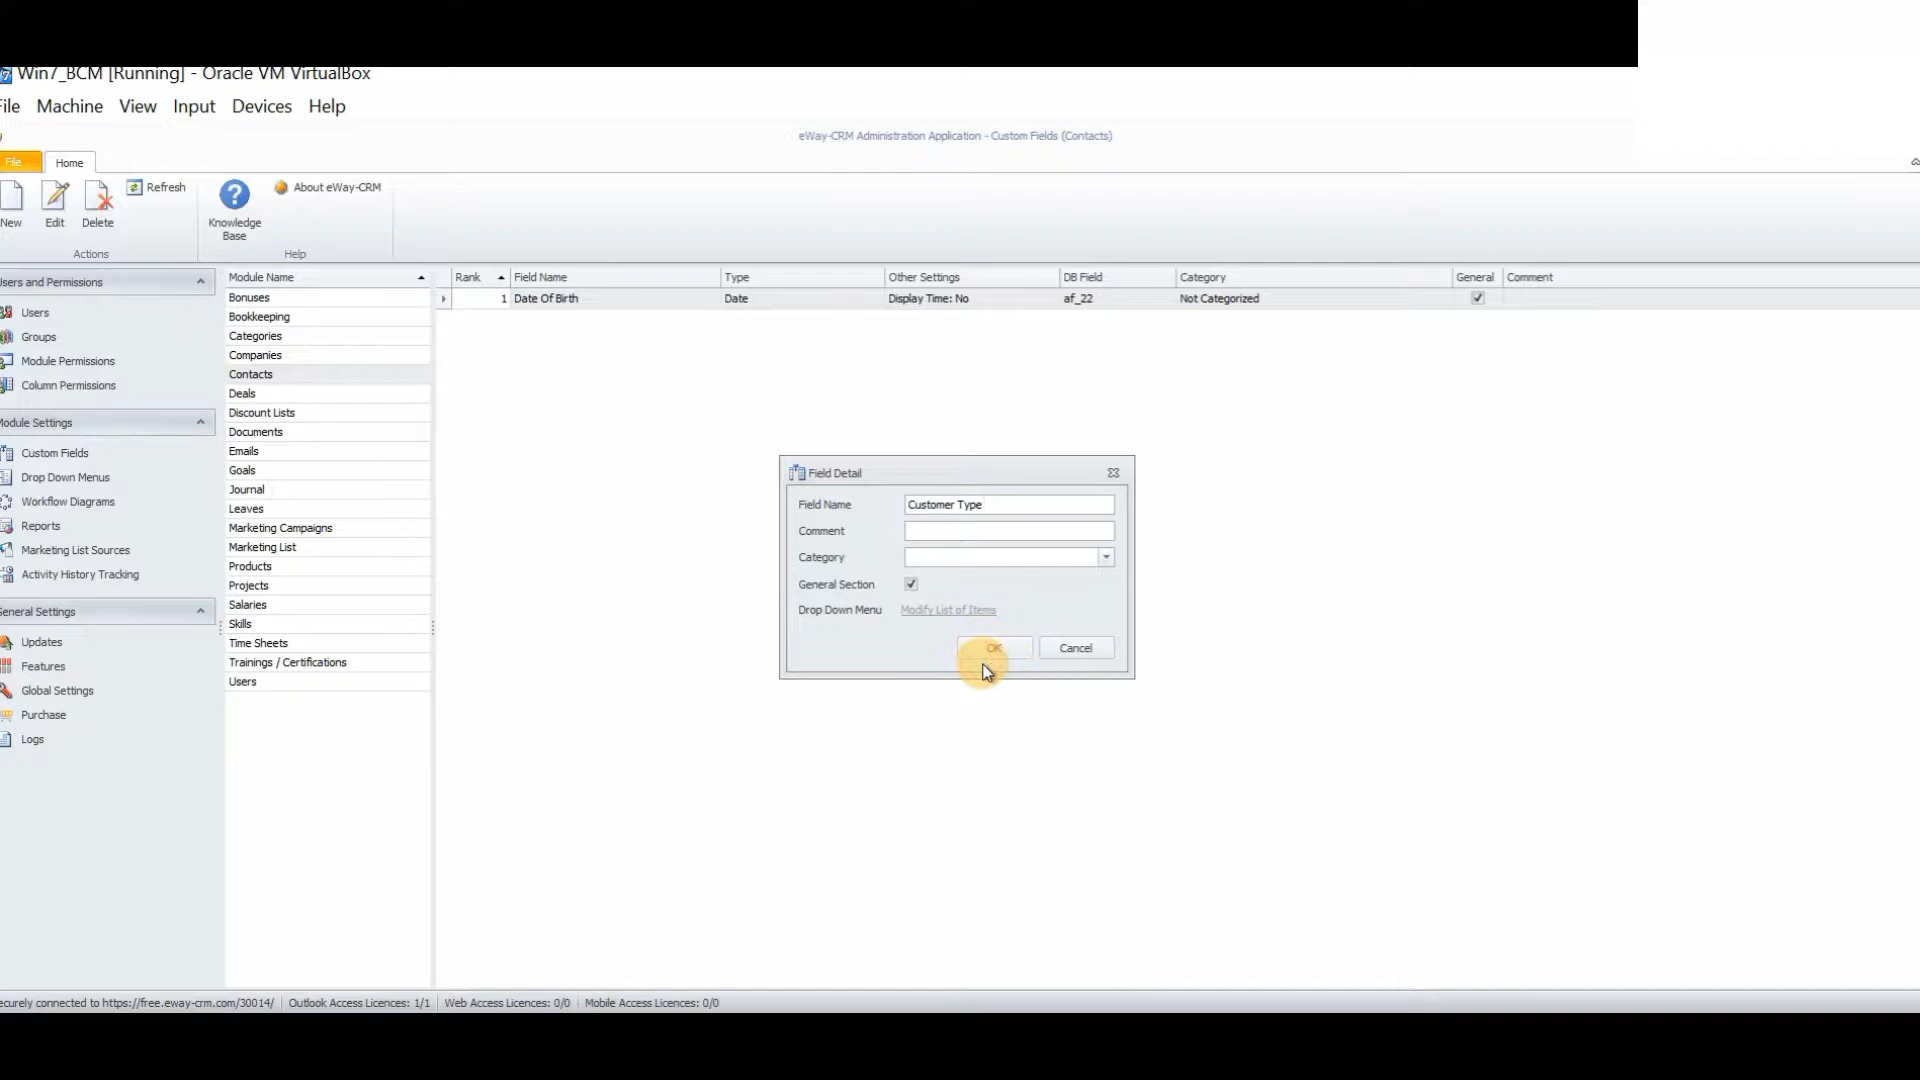 Win7_BCM [Running] - Oracle VM VirtualBox
File Machine View Input Devices Help
eWay-CRM Administration Application - Custom Fields (Contacts)
File Home
New
Edit
Delete
Refresh
Knowledge
Base
About eWay-CRM
Actions
Help
Users and Permissions
Users
Groups
Module Permissions
Column Permissions
Module Settings
Custom Fields
Drop Down Menus
Workflow Diagrams
Reports
Marketing List Sources
Activity History Tracking
General Settings
Updates
Features
Global Settings
Purchase
Logs
Module Name
Bonuses
Bookkeeping
Categories
Companies
Contacts
Deals
Discount Lists
Documents
Emails
Goals
Journal
Leaves
Marketing Campaigns
Marketing List
Products
Projects
Salaries
Skills
Time Sheets
Trainings / Certifications
Users
Rank Field Name Type Other Settings DB Field Category General Comment
1 Date Of Birth Date Display Time: No af_22 Not Categorized
Field Detail
Field Name Customer Type
Comment
Category
General Section
Drop Down Menu Modify List of Items
OK Cancel
securely connected to https://free.eway-crm.com/30014/ Outlook Access Licences: 1/1 Web Access Licences: 0/0 Mobile Access Licences: 0/0